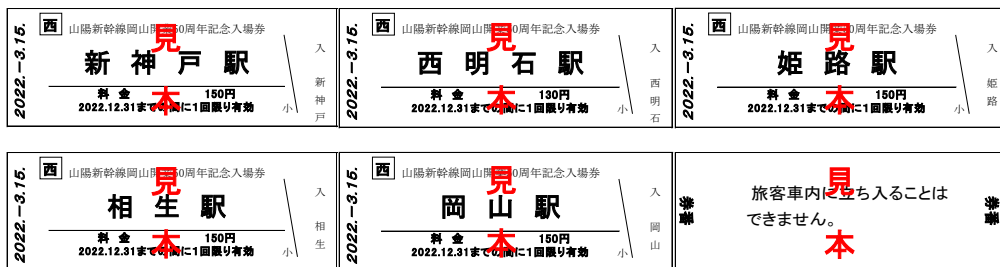 2022.-3.15.
西
山陽新幹線岡山開業50周年記念入場券
新神戸駅
料金 150円
2022.12.31までの間に1回限り有効
小
入
新神戸
見本
2022.-3.15.
西
山陽新幹線岡山開業50周年記念入場券
西明石駅
料金 130円
2022.12.31までの間に1回限り有効
小
入
西明石
見本
2022.-3.15.
西
山陽新幹線岡山開業50周年記念入場券
姫路駅
料金 150円
2022.12.31までの間に1回限り有効
小
入
姫路
見本
2022.-3.15.
西
山陽新幹線岡山開業50周年記念入場券
相生駅
料金 150円
2022.12.31までの間に1回限り有効
小
入
相生
見本
2022.-3.15.
西
山陽新幹線岡山開業50周年記念入場券
岡山駅
料金 150円
2022.12.31までの間に1回限り有効
小
入
岡山
見本
券番
旅客車内に立ち入ることは
できません。
券番
見本